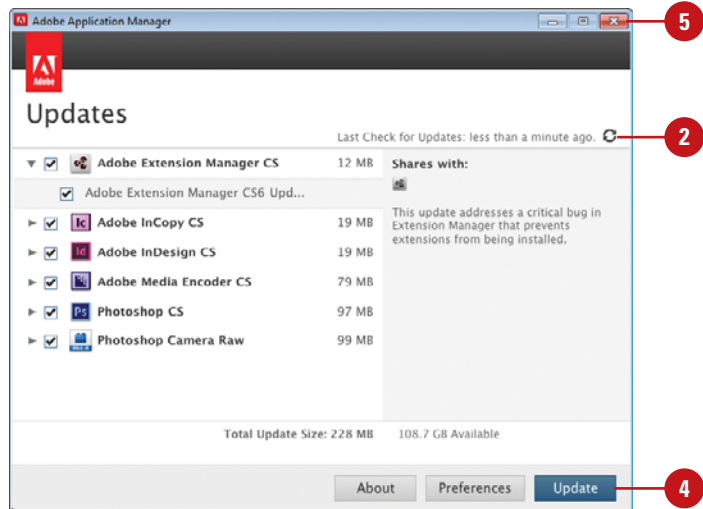 Adobe Application Manager
5
Adobe
Updates
Last Check for Updates: less than a minute ago.
2
Adobe Extension Manager CS 12 MB
Adobe Extension Manager CS6 Upd...
Ic Adobe InCopy CS 19 MB
Id Adobe InDesign CS 19 MB
Adobe Media Encoder CS 79 MB
Ps Photoshop CS 97 MB
Photoshop Camera Raw 99 MB
Shares with:
This update addresses a critical bug in
Extension Manager that prevents
extensions from being installed.
Total Update Size: 228 MB 108.7 GB Available
About Preferences Update
4